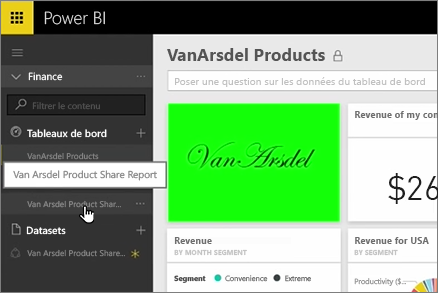 Power BI
Finance
Filtrer le contenu
Tableaux de bord
VanArsdel Products
Van Arsdel Product Share Report
Van Arsdel Product Shar...
Datasets
Van Arsdel Product Share...
VanArsdel Products
Poser une question sur les données du tableau de bord
VanArsdel
Revenue of my com
$26
Revenue
BY MONTH SEGMENT
Segment Convenience Extreme
Revenue for USA
BY SEGMENT
Productivity ($...